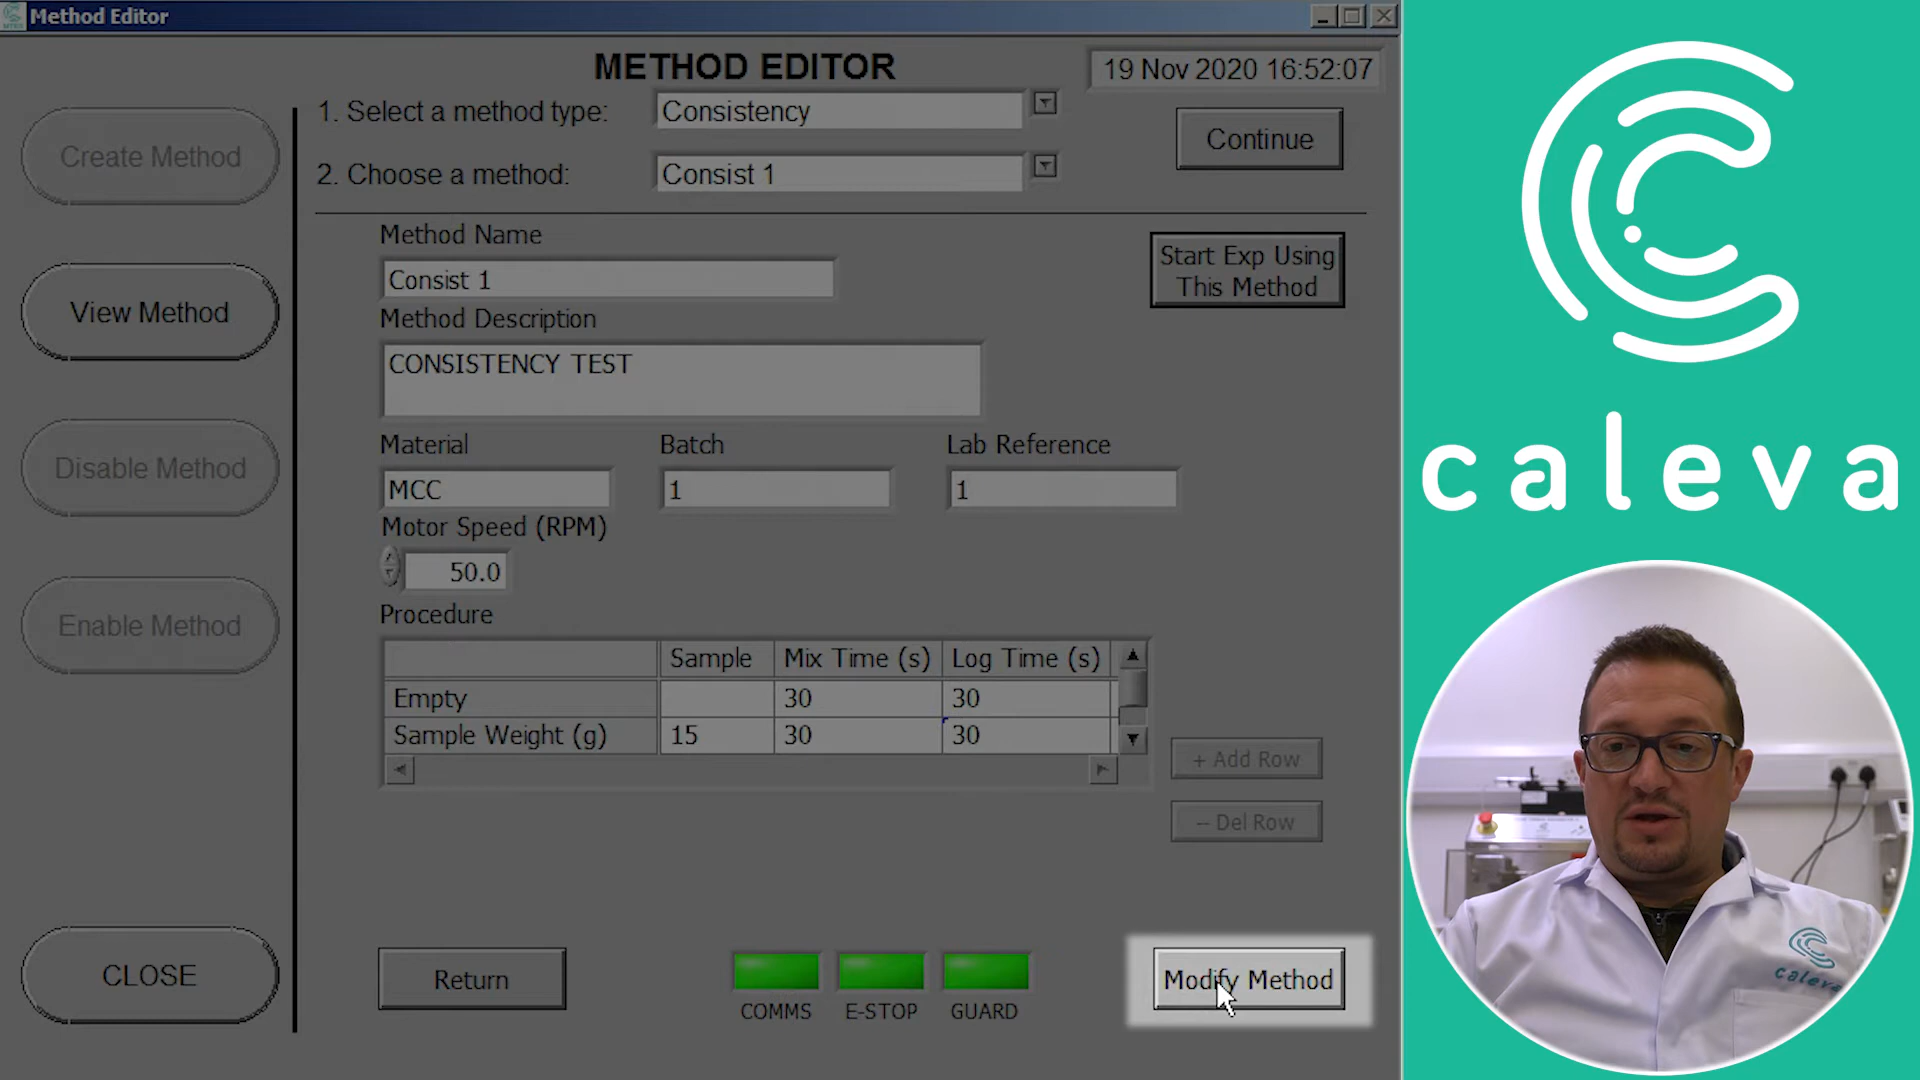 Method Editor
METHOD EDITOR
19 Nov 2020 16:52:07
1. Select a method type:
Consistency
Continue
2. Choose a method:
Consist 1
Create Method
View Method
Disable Method
Enable Method
CLOSE
Method Name
Consist 1
Start Exp Using
This Method
Method Description
CONSISTENCY TEST
Material
Batch
Lab Reference
MCC
1
1
Motor Speed (RPM)
50.0
Procedure
Sample Mix Time (s) Log Time (s)
Empty 30 30
Sample Weight (g) 15 30 30
+ Add Row
– Del Row
Return
COMMS
E-STOP
GUARD
Modify Method
caleva
caleva